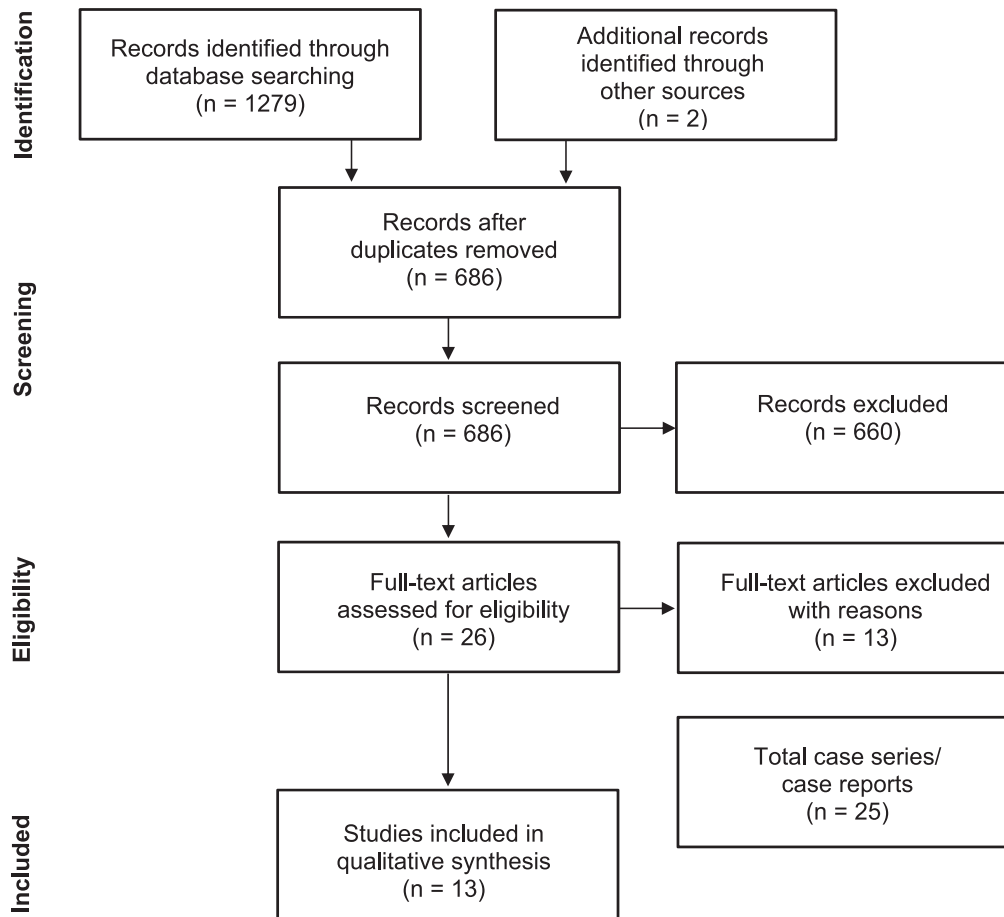 Identification
Records identified through
database searching
(n = 1279)
Additional records
identified through
other sources
(n = 2)
Screening
Records after
duplicates removed
(n = 686)
Records screened
(n = 686)
Records excluded
(n = 660)
Eligibility
Full-text articles
assessed for eligibility
(n = 26)
Full-text articles excluded
with reasons
(n = 13)
Total case series/
case reports
(n = 25)
Included
Studies included in
qualitative synthesis
(n = 13)